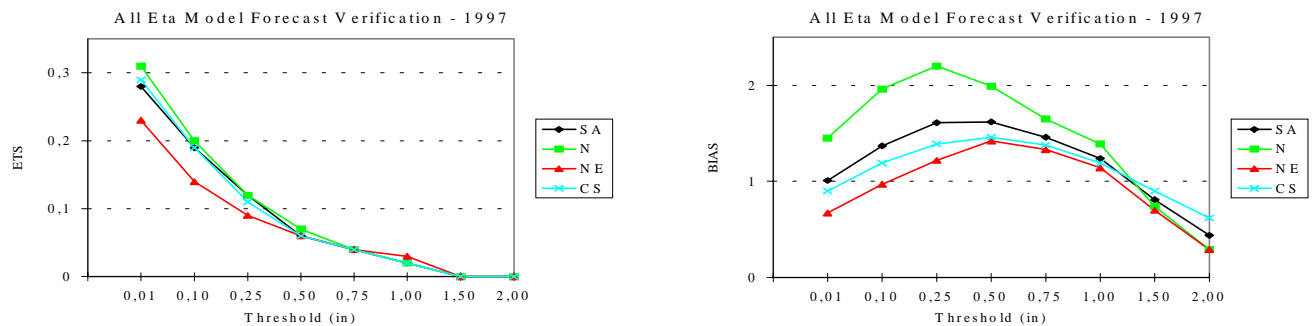 All Eta Model Forecast Verification - 1997
0,3
0,2
0,1
0
ETS
0,01 0,10 0,25 0,50 0,75 1,00 1,50 2,00
Threshold (in)
SA
N
NE
CS
All Eta Model Forecast Verification - 1997
2
1
0
BIAS
0,01 0,10 0,25 0,50 0,75 1,00 1,50 2,00
Threshold (in)
SA
N
NE
CS